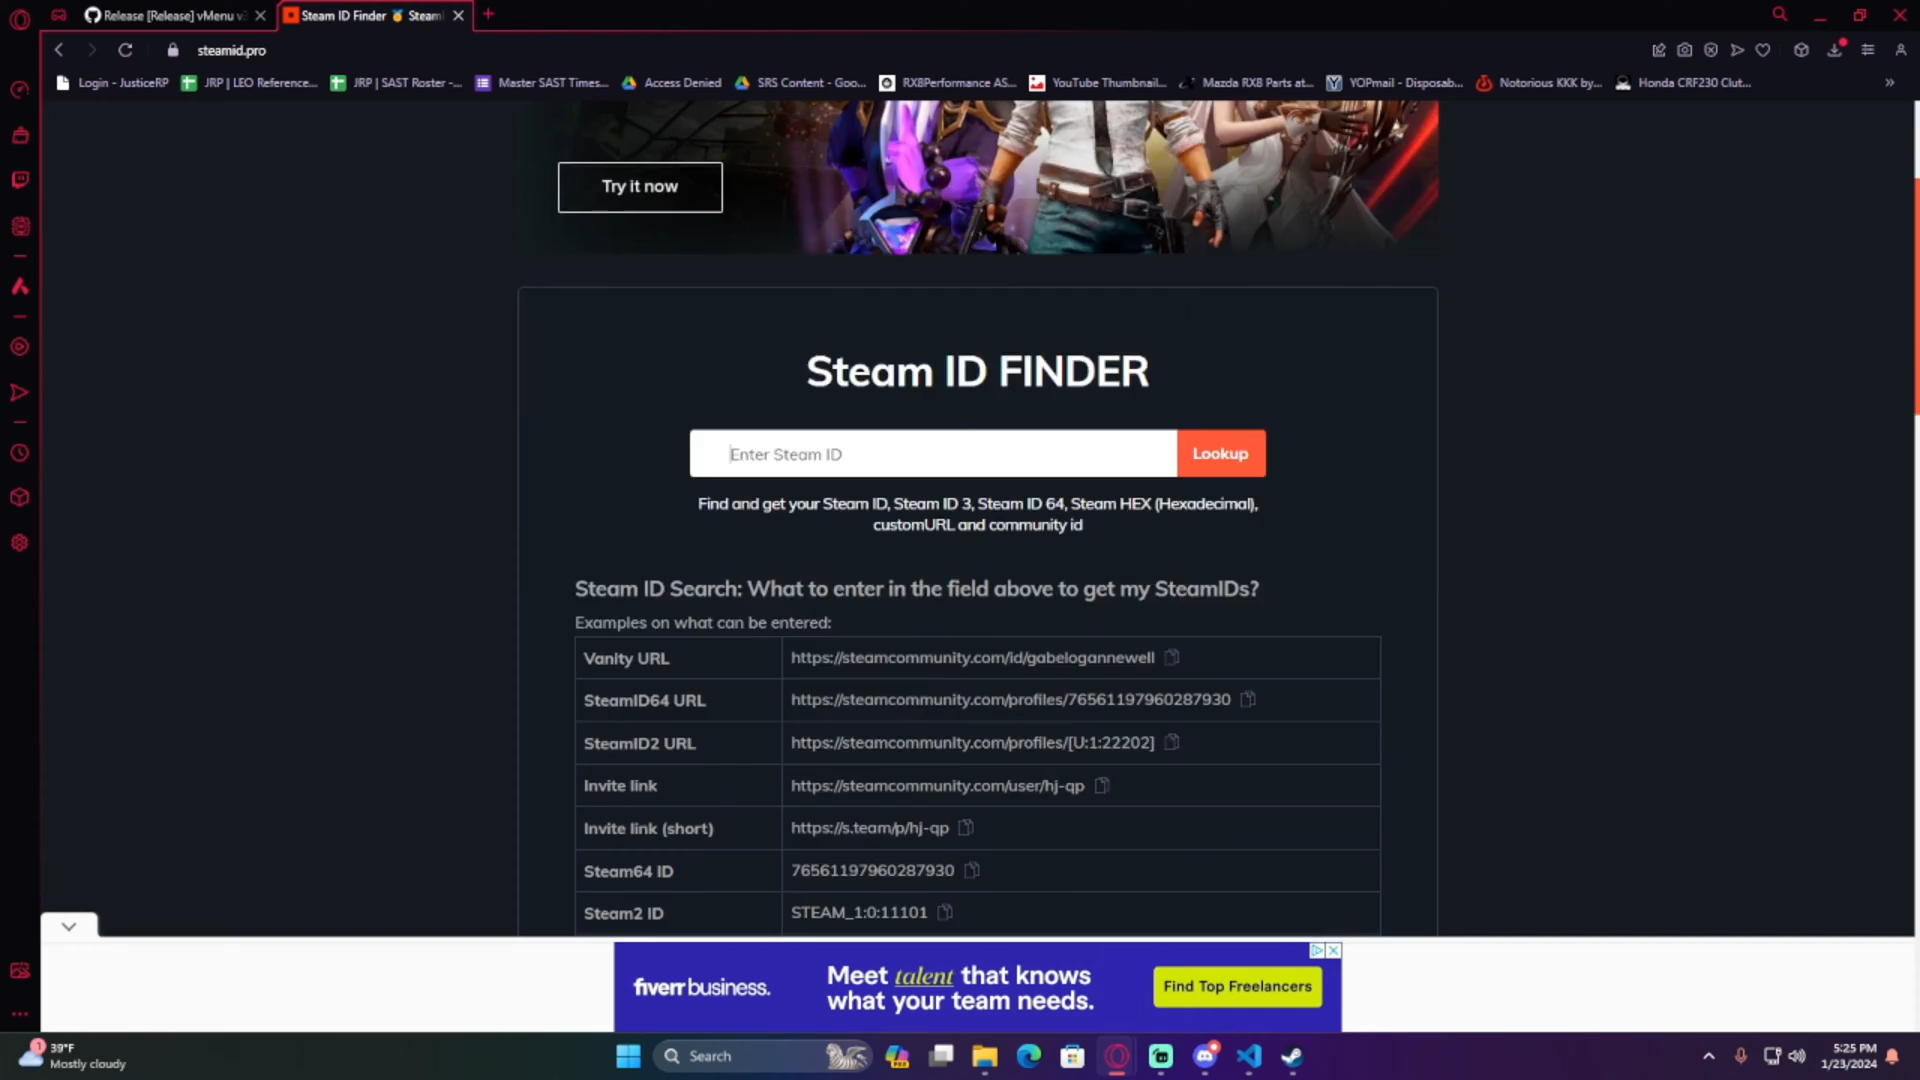 Release [Release] vMenu v
Steam ID Finder 🏅 Steaml
steamid.pro
Login - JusticeRP
JRP | LEO Reference...
JRP | SAST Roster -...
Master SAST Times...
Access Denied
SRS Content - Goo...
RX8Performance AS...
YouTube Thumbnail...
Mazda RX8 Parts at...
YOPmail - Disposab...
Notorious KKK by...
Honda CRF230 Clut...
»
Try it now
Steam ID FINDER
Enter Steam ID
Lookup
Find and get your Steam ID, Steam ID 3, Steam ID 64, Steam HEX (Hexadecimal),
customURL and community id
Steam ID Search: What to enter in the field above to get my SteamIDs?
Examples on what can be entered:
Vanity URL https://steamcommunity.com/id/gabelogannewell
SteamID64 URL https://steamcommunity.com/profiles/76561197960287930
SteamID2 URL https://steamcommunity.com/profiles/[U:1:22202]
Invite link https://steamcommunity.com/user/hj-qp
Invite link (short) https://s.team/p/hj-qp
Steam64 ID 76561197960287930
Steam2 ID STEAM_1:0:11101
fiverr business.
Meet talent that knows
what your team needs.
Find Top Freelancers
1
39°F
Mostly cloudy
Search
5:25 PM
1/23/2024